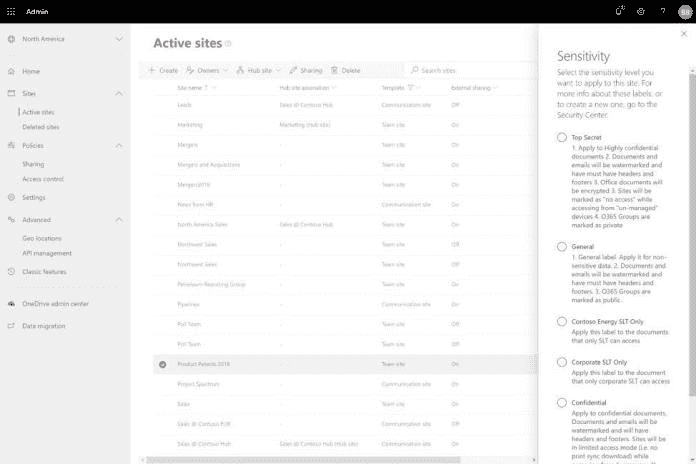 Admin
?
BB
North America
Home
Sites
Active sites
Deleted sites
Policies
Sharing
Access control
Settings
Advanced
Geo locations
API management
Classic features
OneDrive admin center
Data migration
Active sites
Create Owners Hub site Sharing Delete Search sites
Site name Hub site association Template External sharing
Leads Sales @ Contoso Hub Communication site Off
Marketing Marketing (Hub site) Communication site On
Mergers - Team site On
Mergers and Acquisitions - Team site On
Mergers2019 - Team site Off
News from HR - Communication site On
North America Sales Sales @ Contoso Hub Team site On
Northwest Sales - Team site Off
Northwest Sales - Team site On
Petroleum Reporting Group - Team site On
Pipelines - Communication site On
Poll Team - Team site Off
Poll Team - Team site Off
Product Patents 2019 - Team site On
Project Spectrum - Communication site On
Sales - Team site On
Sales @ Contoso - Communication site On
Sales @ Contoso Hub Sales @ Contoso Hub (Hub site) Communication site On
Sensitivity
Select the sensitivity level you
want to apply to this site. For
more info about these labels, or
to create a new one, go to the
Security Center.
Top Secret
1. Apply to Highly confidential
documents 2. Documents and
emails will be watermarked and
have must have headers and
footers 3. Office documents will
be encrypted 3. Sites will be
marked as "no access" while
accessing from "un-managed"
devices 4. O365 Groups are
marked as private
General
1. General label. Apply it for non-
sensitive data. 2. Documents and
emails will be watermarked and
have must have headers and
footers. 3. O365 Groups are
marked as public.
Contoso Energy SLT Only
Apply this label to the documents
that only SLT can access
Corporate SLT Only
Apply this label to the document
that only corporate SLT can access
Confidential
Apply to confidential documents.
Documents and emails will be
watermarked and will have
headers and footers. Sites will be
in limited access mode (i.e. no
print sync download) while